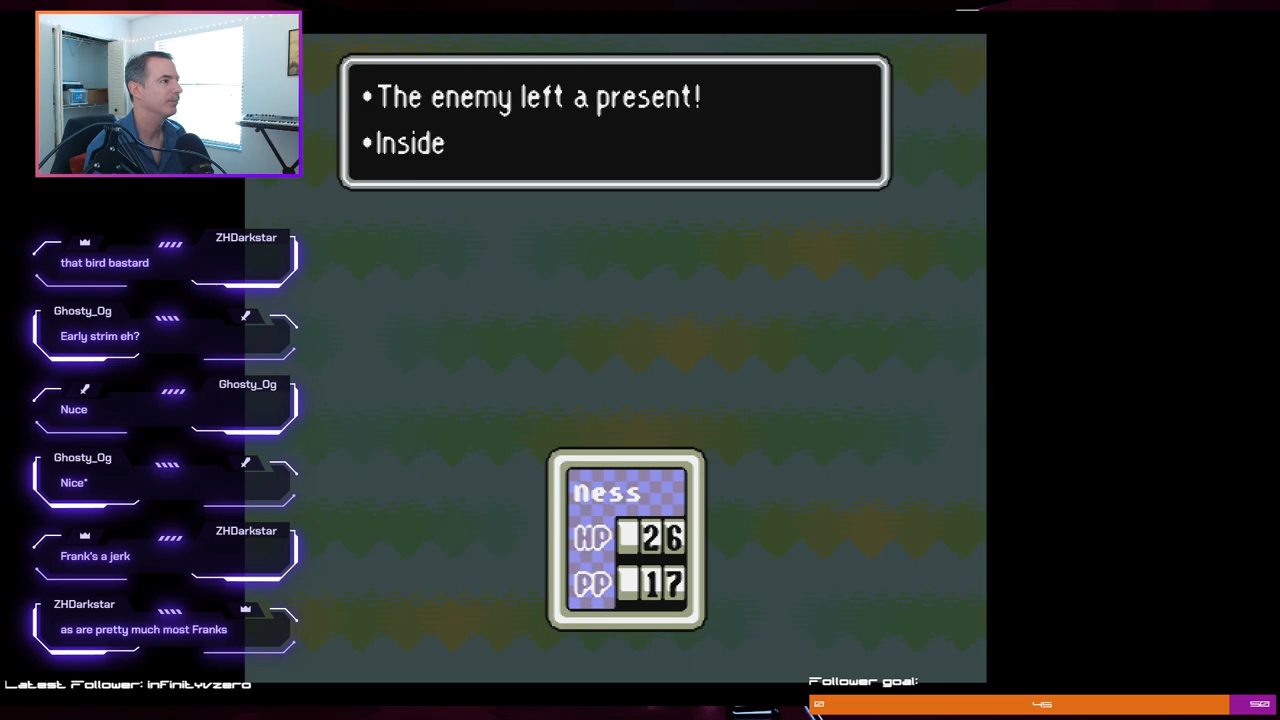 •The enemy left a present!
•Inside
ZHDarkstar
that bird bastard
Ghosty_Og
Early strim eh?
Ghosty_Og
Nuce
Ghosty_Og
Nice*
ZHDarkstar
Frank's a jerk
ZHDarkstar
as are pretty much most Franks
Ness
HP 26
PP 17
Latest Follower: infinityvzero
Follower goal:
0 45 50